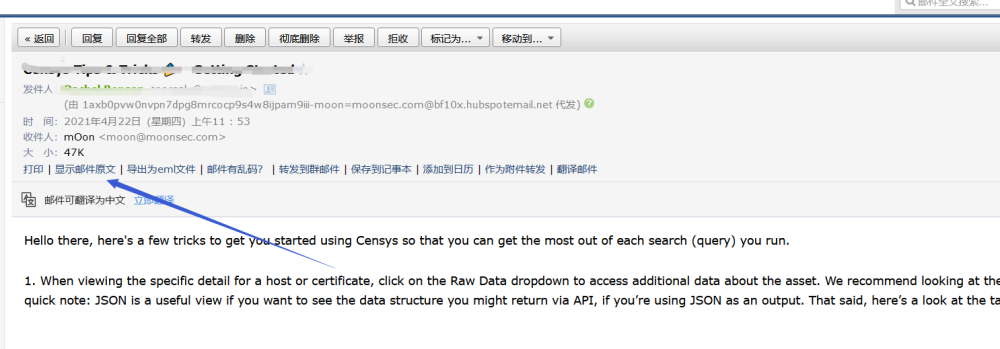 邮件全文搜索...
« 返回 回复 回复全部 转发 删除 彻底删除 举报 拒收 标记为... 移动到...
Censys Tips & Tricks Getting Started
发件人
(由 1axb0pvw0nvpn7dpg8mrcocp9s4w8ijpam9iii-moon=moonsec.com@bf10x.hubspotemail.net 代发)
时 间: 2021年4月22日 (星期四) 上午11:53
收件人: mOon <moon@moonsec.com>
大 小: 47K
打印 | 显示邮件原文 | 导出为eml文件 | 邮件有乱码? | 转发到群邮件 | 保存到记事本 | 添加到日历 | 作为附件转发 | 翻译邮件
邮件可翻译为中文 立即翻译
Hello there, here's a few tricks to get you started using Censys so that you can get the most out of each search (query) you run.
1. When viewing the specific detail for a host or certificate, click on the Raw Data dropdown to access additional data about the asset. We recommend looking at the
quick note: JSON is a useful view if you want to see the data structure you might return via API, if you're using JSON as an output. That said, here's a look at the ta